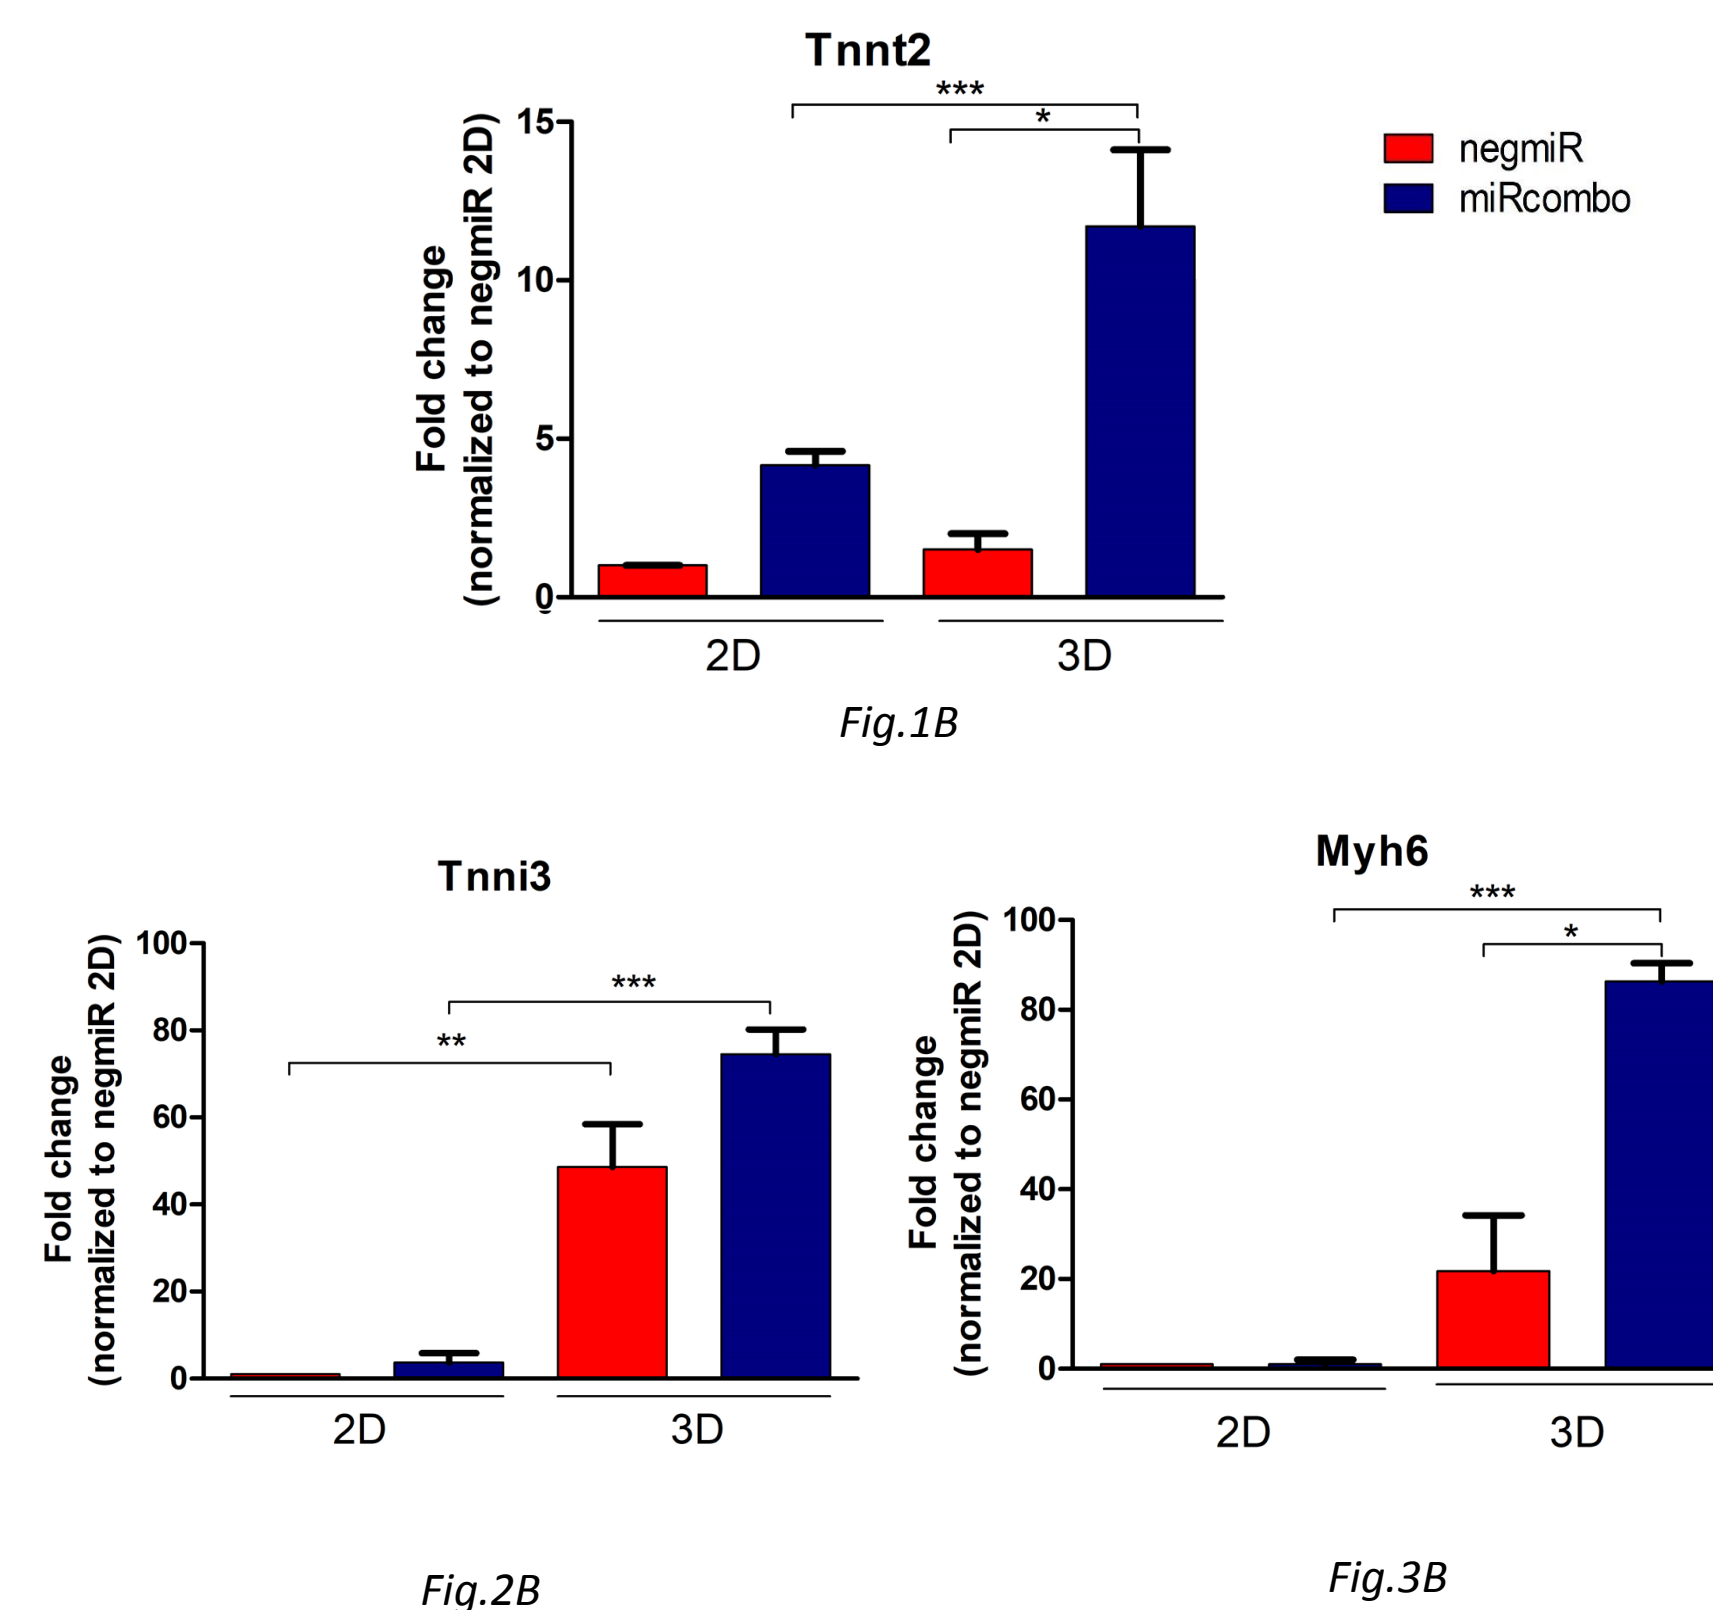 Tnnt2
***
*
negmiR
miRcombo
Fold change
(normalized to negmiR 2D)
15
10
5
0
2D
3D
Fig.1B
Tnni3
***
**
Fold change
(normalized to negmiR 2D)
100
80
60
40
20
0
2D
3D
Fig.2B
Myh6
***
*
Fold change
(normalized to negmiR 2D)
100
80
60
40
20
0
2D
3D
Fig.3B